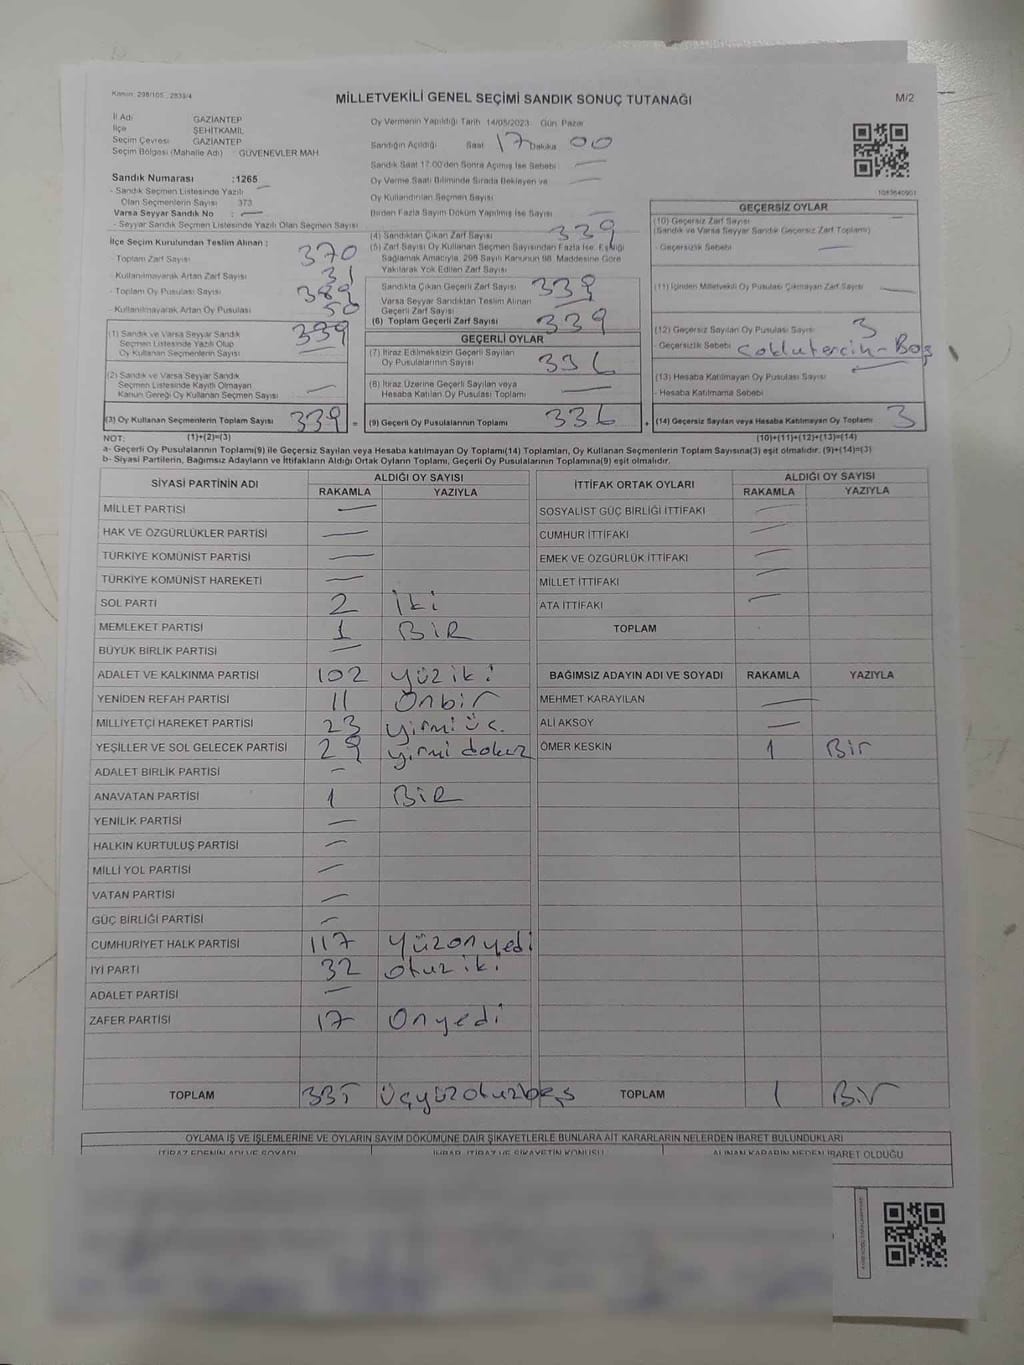 Kanun: 298/105 , 2839/4
MİLLETVEKİLİ GENEL SEÇİMİ SANDIK SONUÇ TUTANAĞI
M/2
İl Adı GAZİANTEP
İlçe ŞEHİTKAMİL
Seçim Çevresi GAZİANTEP
Seçim Bölgesi (Mahalle Adı) : GÜVENEVLER MAH
Sandık Numarası :1265
- Sandık Seçmen Listesinde Yazılı
Olan Seçmenlerin Sayısı 373
Varsa Seyyar Sandık No : —
- Seyyar Sandık Seçmen Listesinde Yazılı Olan Seçmen Sayısı
Oy Vermenin Yapıldığı Tarih 14/05/2023 Gün Pazar
Sandığın Açıldığı Saat 17 Dakika 00
Sandık Saat 17:00'den Sonra Açılmış İse Sebebi —
Oy Verme Saati Bitiminde Sırada Bekleyen ve —
Oy Kullandırılan Seçmen Sayısı
Birden Fazla Sayım Döküm Yapılmış İse Sayısı —
İlçe Seçim Kurulundan Teslim Alınan :
- Toplam Zarf Sayısı 370
- Kullanılmayarak Artan Zarf Sayısı 31
- Toplam Oy Pusulası Sayısı 389
- Kullanılmayarak Artan Oy Pusulası 50
(1) Sandık ve Varsa Seyyar Sandık
Seçmen Listesinde Yazılı Olup
Oy Kullanan Seçmenlerin Sayısı 339
(2) Sandık ve Varsa Seyyar Sandık
Seçmen Listesinde Kayıtlı Olmayan
Kanun Gereği Oy Kullanan Seçmen Sayısı —
(3) Oy Kullanan Seçmenlerin Toplam Sayısı 339 =
(4) Sandıktan Çıkan Zarf Sayısı 339
(5) Zarf Sayısı Oy Kullanan Seçmen Sayısından Fazla İse, Eşitliği
Sağlamak Amacıyla, 298 Sayılı Kanunun 98. Maddesine Göre
Yakılarak Yok Edilen Zarf Sayısı
Sandıkta Çıkan Geçerli Zarf Sayısı 339
Varsa Seyyar Sandıktan Teslim Alınan
Geçerli Zarf Sayısı —
(6) Toplam Geçerli Zarf Sayısı 339
GEÇERLİ OYLAR
(7) İtiraz Edilmeksizin Geçerli Sayılan
Oy Pusulalarının Sayısı 336
(8) İtiraz Üzerine Geçerli Sayılan veya
Hesaba Katılan Oy Pusulası Toplamı —
(9) Geçerli Oy Pusulalarının Toplamı 336 +
1043640901
GEÇERSİZ OYLAR
(10) Geçersiz Zarf Sayısı —
(Sandık ve Varsa Seyyar Sandık Geçersiz Zarf Toplamı)
- Geçersizlik Sebebi —
(11) İçinden Milletvekili Oy Pusulası Çıkmayan Zarf Sayısı —
(12) Geçersiz Sayılan Oy Pusulası Sayısı 3
- Geçersizlik Sebebi Çoklutercih-Boş
(13) Hesaba Katılmayan Oy Pusulası Sayısı —
- Hesaba Katılmama Sebebi
(14) Geçersiz Sayılan veya Hesaba Katılmayan Oy Toplamı 3
NOT: (1)+(2)=(3) (10)+(11)+(12)+(13)=(14)
a- Geçerli Oy Pusulaları Toplamı(9) ile Geçersiz Sayılan veya Hesaba katılmayan Oy Toplamı(14) Toplamları, Oy Kullanan Seçmenlerin Toplam Sayısına(3) eşit olmalıdır. (9)+(14)=(3)
b- Siyasi Partilerin, Bağımsız Adayların ve İttifakların Aldığı Oyların Toplamı, Geçerli Oy Pusulalarının Toplamına(9) eşit olmalıdır.
SİYASİ PARTİNİN ADI ALDIĞI OY SAYISI
RAKAMLA YAZIYLA
MİLLET PARTİSİ —
HAK VE ÖZGÜRLÜKLER PARTİSİ —
TÜRKİYE KOMÜNİST PARTİSİ —
TÜRKİYE KOMÜNİST HAREKETİ —
SOL PARTİ 2 iki
MEMLEKET PARTİSİ 1 BİR
BÜYÜK BİRLİK PARTİSİ —
ADALET VE KALKINMA PARTİSİ 102 yüziki
YENİDEN REFAH PARTİSİ 11 Onbir
MİLLİYETÇİ HAREKET PARTİSİ 23 yirmi üç.
YEŞİLLER VE SOL GELECEK PARTİSİ 29 yirmi dokuz
ADALET BİRLİK PARTİSİ —
ANAVATAN PARTİSİ 1 BİR
YENİLİK PARTİSİ —
HALKIN KURTULUŞ PARTİSİ —
MİLLİ YOL PARTİSİ —
VATAN PARTİSİ —
GÜÇ BİRLİĞİ PARTİSİ —
CUMHURİYET HALK PARTİSİ 117 Yüzonyedi
İYİ PARTİ 32 otuz iki
ADALET PARTİSİ —
ZAFER PARTİSİ 17 Onyedi
TOPLAM 335 Üçyüzotuzbeş
İTTİFAK ORTAK OYLARI ALDIĞI OY SAYISI
RAKAMLA YAZIYLA
SOSYALİST GÜÇ BİRLİĞİ İTTİFAKI —
CUMHUR İTTİFAKI —
EMEK VE ÖZGÜRLÜK İTTİFAKI —
MİLLET İTTİFAKI —
ATA İTTİFAKI —
TOPLAM
BAĞIMSIZ ADAYIN ADI VE SOYADI RAKAMLA YAZIYLA
MEHMET KARAYILAN —
ALİ AKSOY —
ÖMER KESKİN 1 Bir
TOPLAM 1 Bir
OYLAMA İŞ VE İŞLEMLERİNE VE OYLARIN SAYIM DÖKÜMÜNE DAİR ŞİKAYETLERLE BUNLARA AİT KARARLARIN NELERDEN İBARET BULUNDUKLARI
İTİRAZ EDENİN ADI VE SOYADI İHBAR, İTİRAZ VE ŞİKAYETİN KONUSU ALINAN KARARIN NEDEN İBARET OLDUĞU